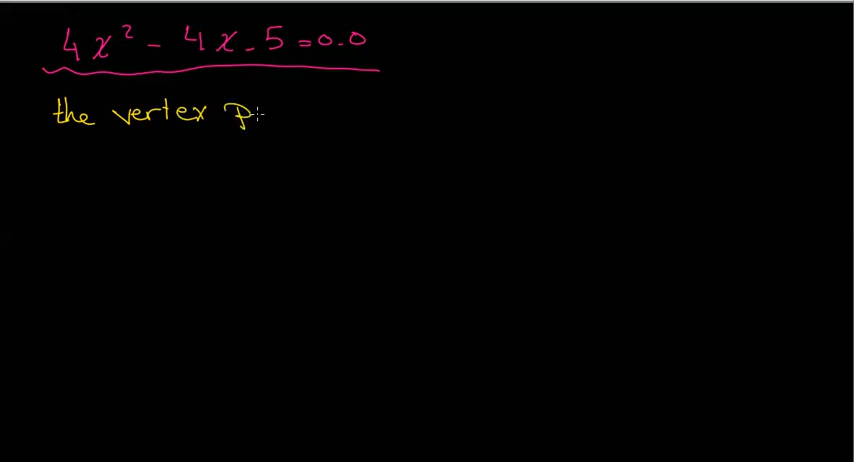 4x² - 4x - 5 = 0.0
the vertex P